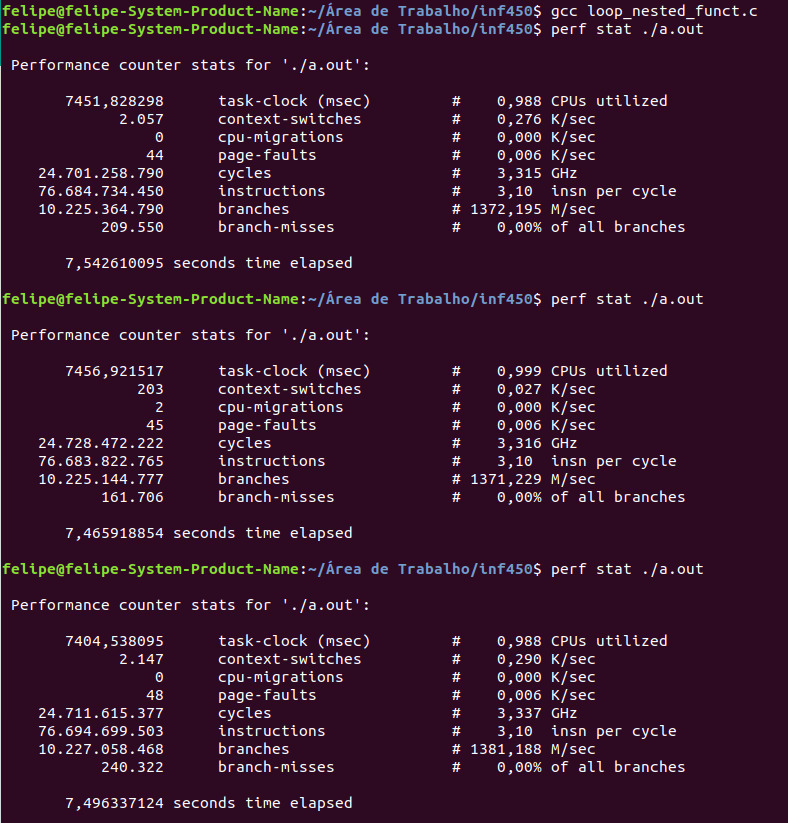 felipe@felipe-System-Product-Name:~/Área de Trabalho/inf450$ gcc loop_nested_funct.c
felipe@felipe-System-Product-Name:~/Área de Trabalho/inf450$ perf stat ./a.out
Performance counter stats for './a.out':
7451,828298 task-clock (msec) # 0,988 CPUs utilized
2.057 context-switches # 0,276 K/sec
0 cpu-migrations # 0,000 K/sec
44 page-faults # 0,006 K/sec
24.701.258.790 cycles # 3,315 GHz
76.684.734.450 instructions # 3,10 insn per cycle
10.225.364.790 branches # 1372,195 M/sec
209.550 branch-misses # 0,00% of all branches
7,542610095 seconds time elapsed
felipe@felipe-System-Product-Name:~/Área de Trabalho/inf450$ perf stat ./a.out
Performance counter stats for './a.out':
7456,921517 task-clock (msec) # 0,999 CPUs utilized
203 context-switches # 0,027 K/sec
2 cpu-migrations # 0,000 K/sec
45 page-faults # 0,006 K/sec
24.728.472.222 cycles # 3,316 GHz
76.683.822.765 instructions # 3,10 insn per cycle
10.225.144.777 branches # 1371,229 M/sec
161.706 branch-misses # 0,00% of all branches
7,465918854 seconds time elapsed
felipe@felipe-System-Product-Name:~/Área de Trabalho/inf450$ perf stat ./a.out
Performance counter stats for './a.out':
7404,538095 task-clock (msec) # 0,988 CPUs utilized
2.147 context-switches # 0,290 K/sec
0 cpu-migrations # 0,000 K/sec
48 page-faults # 0,006 K/sec
24.711.615.377 cycles # 3,337 GHz
76.694.699.503 instructions # 3,10 insn per cycle
10.227.058.468 branches # 1381,188 M/sec
240.322 branch-misses # 0,00% of all branches
7,496337124 seconds time elapsed